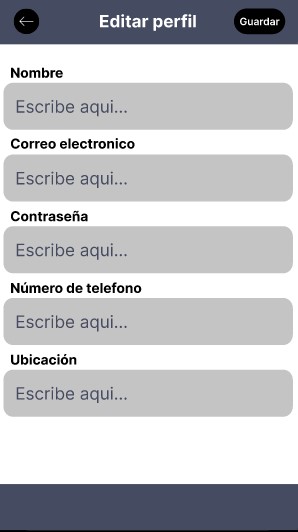 Editar perfil
Guardar
Nombre
Escribe aqui...
Correo electronico
Escribe aqui...
Contraseña
Escribe aqui...
Número de telefono
Escribe aqui...
Ubicación
Escribe aqui...